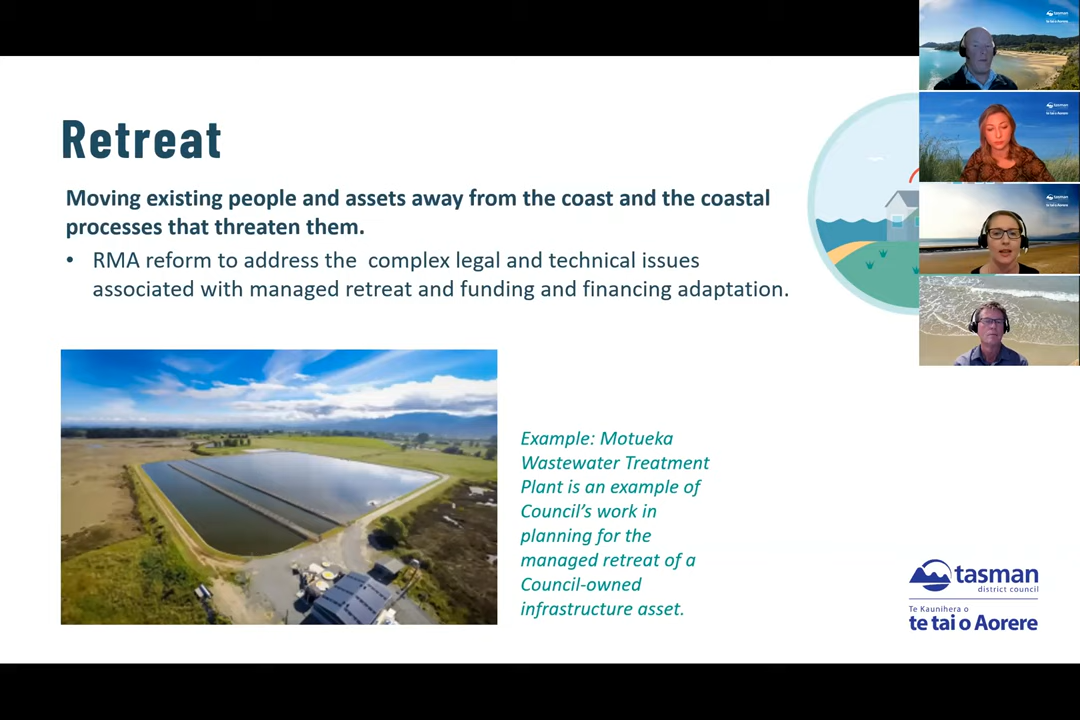 Retreat
Moving existing people and assets away from the coast and the coastal
processes that threaten them.
• RMA reform to address the  complex legal and technical issues
associated with managed retreat and funding and financing adaptation.
Example: Motueka
Wastewater Treatment
Plant is an example of
Council's work in
planning for the
managed retreat of a
Council-owned
infrastructure asset.
tasman
district council
Te Kaunihera o
te tai o Aorere